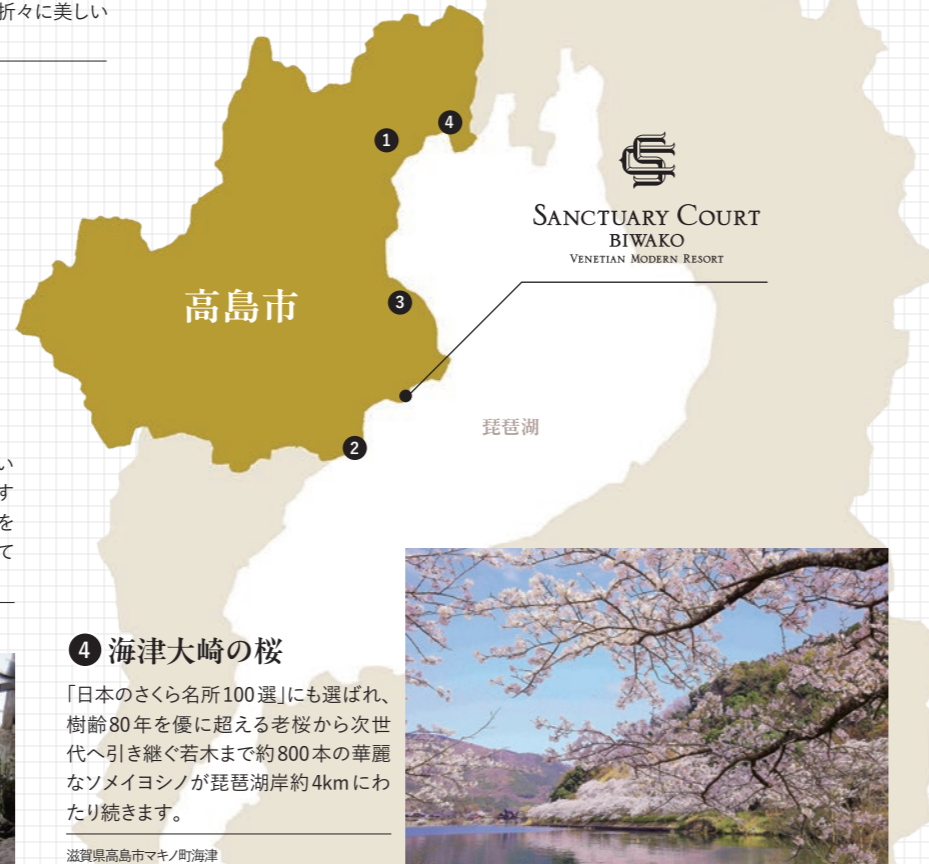 折々に美しい
1
4
SANCTUARY COURT
BIWAKO
VENETIAN MODERN RESORT
高島市
3
琵琶湖
2
い
す
を
て
4 海津大崎の桜
「日本のさくら名所100選」にも選ばれ、
樹齢80年を優に超える老桜から次世
代へ引き継ぐ若木まで約800本の華麗
なソメイヨシノが琵琶湖岸約4kmにわ
たり続きます。
滋賀県高島市マキノ町海津